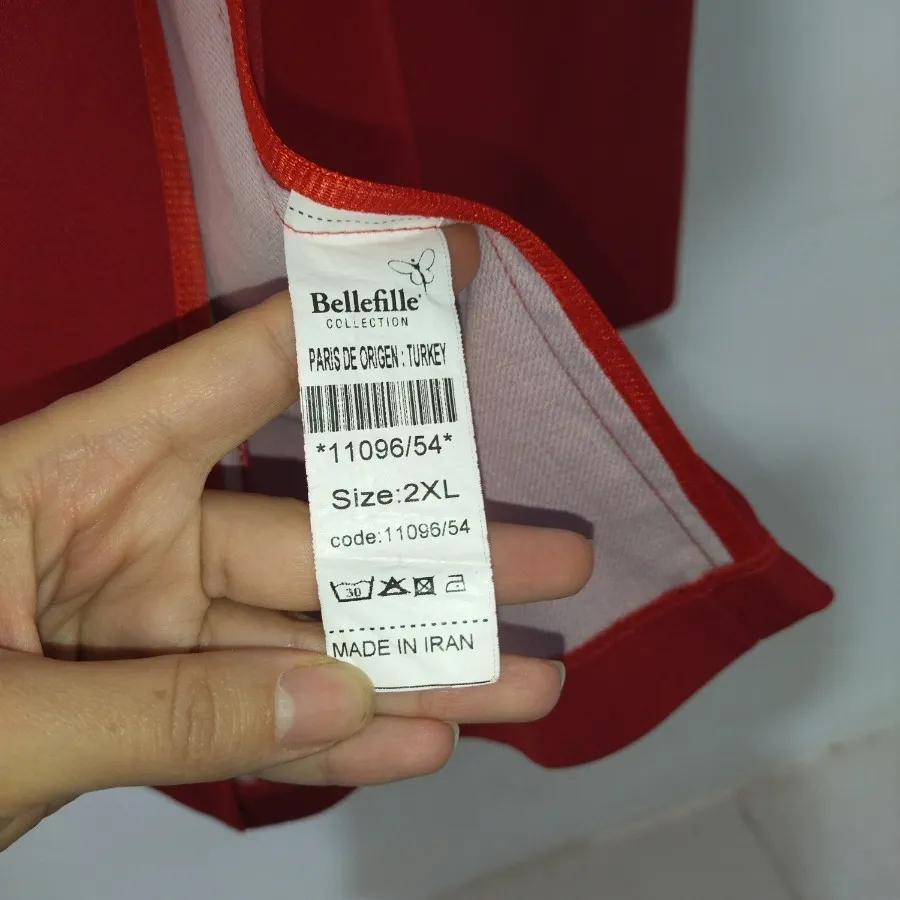 Bellefille
COLLECTION
PARIS DE ORIGEN : TURKEY
*11096/54*
Size:2XL
code:11096/54
30
MADE IN IRAN